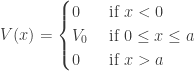 V(x) = { 0 if x < 0
V₀ if 0 ≤ x ≤ a
0 if x > a